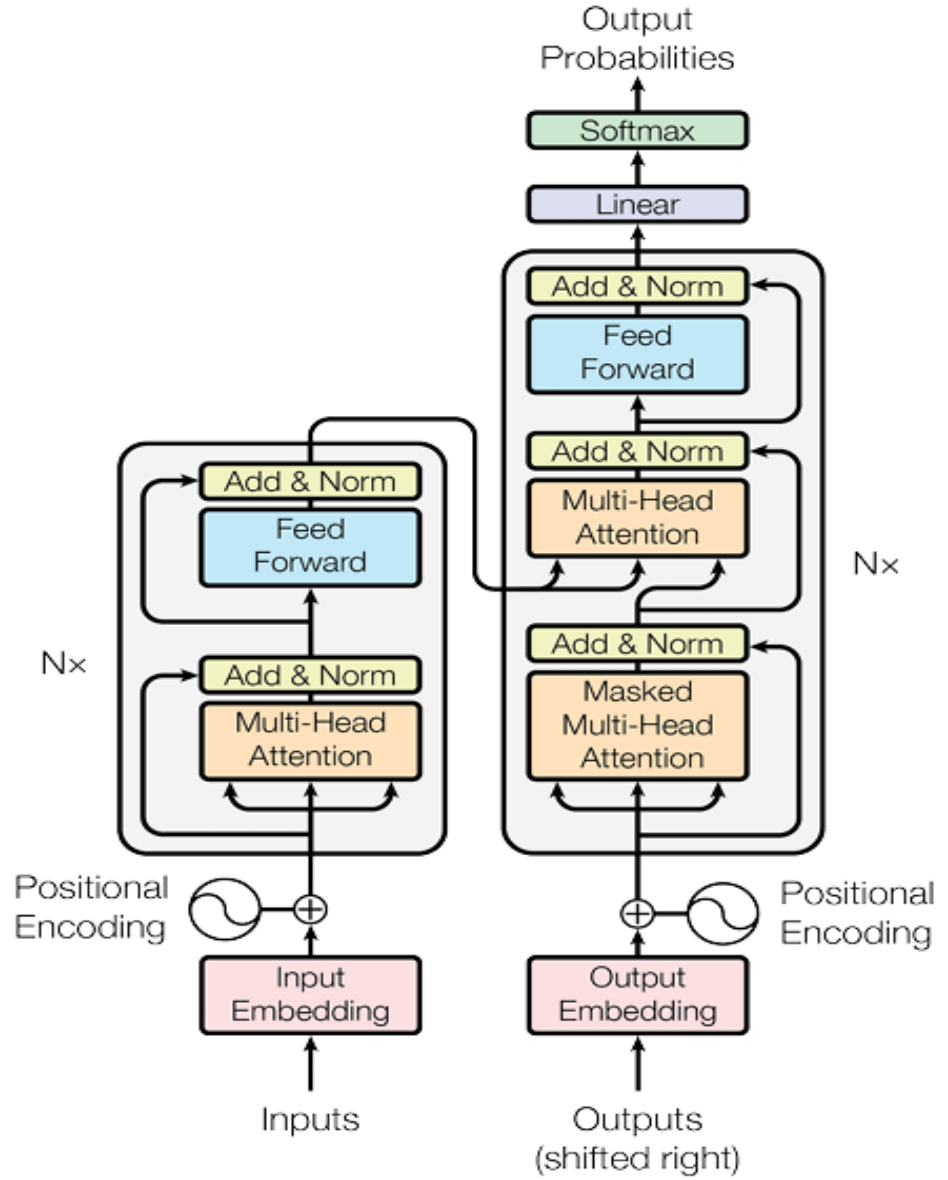 Output
Probabilities
Softmax
Linear
Add & Norm
Feed
Forward
Add & Norm
Multi-Head
Attention
Nx
Add & Norm
Masked
Multi-Head
Attention
Add & Norm
Feed
Forward
Nx
Add & Norm
Multi-Head
Attention
Positional
Encoding
Positional
Encoding
Input
Embedding
Output
Embedding
Inputs
Outputs
(shifted right)